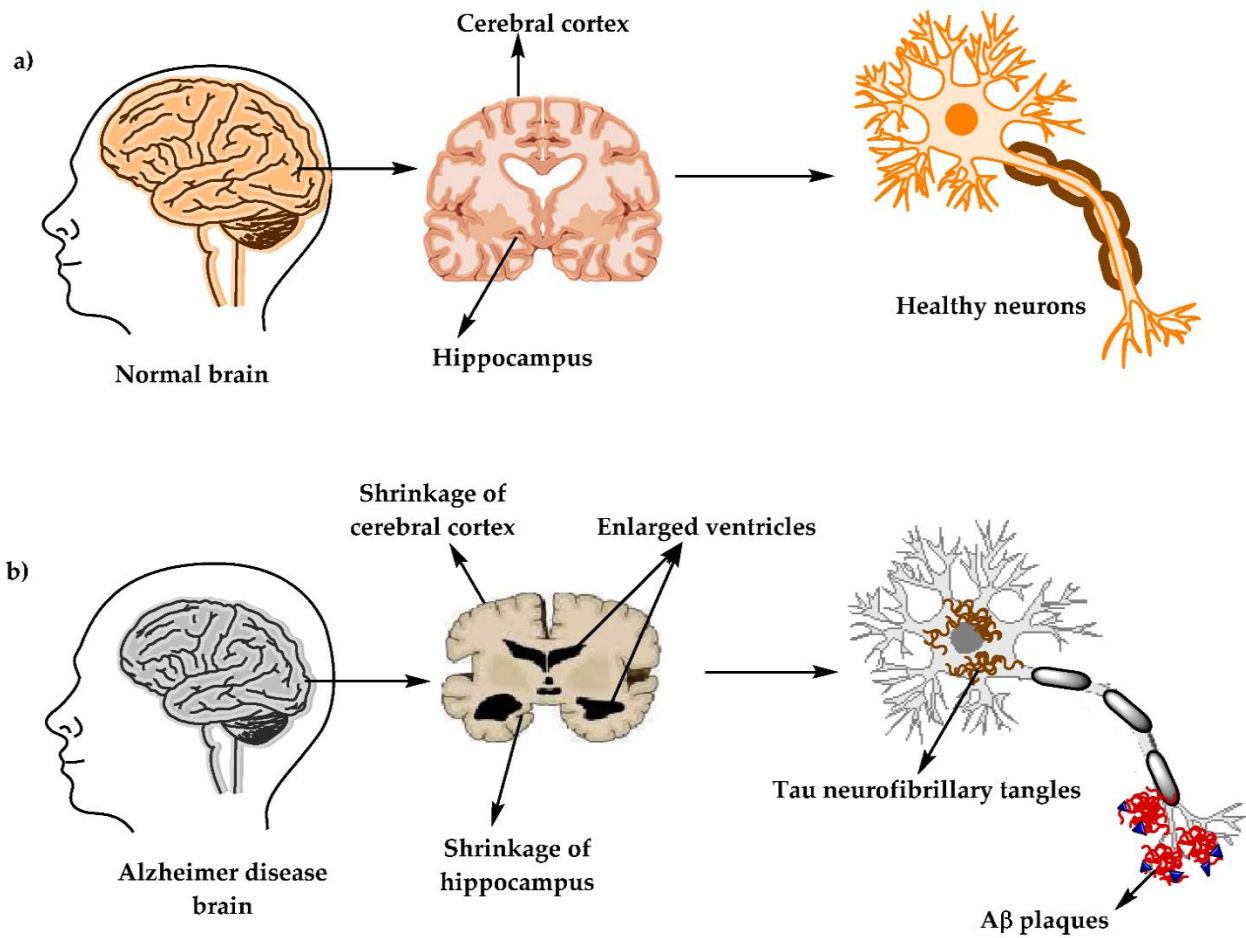 a)
Cerebral cortex
Hippocampus
Normal brain
Healthy neurons
b)
Shrinkage of
cerebral cortex
Enlarged ventricles
Shrinkage of
hippocampus
Alzheimer disease
brain
Tau neurofibrillary tangles
Aβ plaques